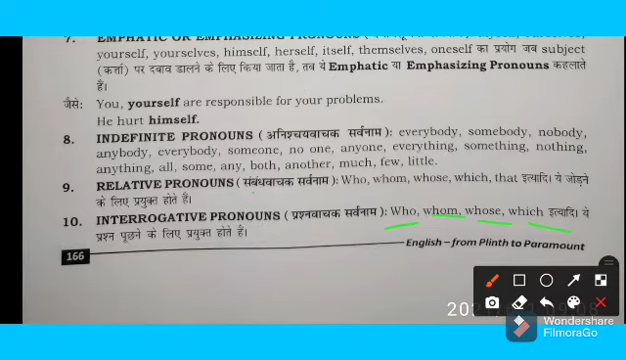 7. EMPHATIC OR EMPHASIZING PRONOUNS
yourself, yourselves, himself, herself, itself, themselves, oneself का प्रयोग जब subject
(कर्त्ता) पर दबाव डालने के लिए किया जाता है, तब ये Emphatic या Emphasizing Pronouns कहलाते
हैं।
जैसे: You, yourself are responsible for your problems.
He hurt himself.
8. INDEFINITE PRONOUNS (अनिश्चयवाचक सर्वनाम) : everybody, somebody, nobody,
anybody, everybody, someone, no one, anyone, everything, something, nothing,
anything, all, some, any, both, another, much, few, little.
9. RELATIVE PRONOUNS (संबंधवाचक सर्वनाम) : Who, whom, whose, which, that इत्यादि। ये जोड़ने
के लिए प्रयुक्त होते हैं।
10. INTERROGATIVE PRONOUNS (प्रश्नवाचक सर्वनाम) : Who, whom, whose, which इत्यादि। ये
प्रश्न पूछने के लिए प्रयुक्त होते हैं।
166 English – from Plinth to Paramount
Wondershare
FilmoraGo